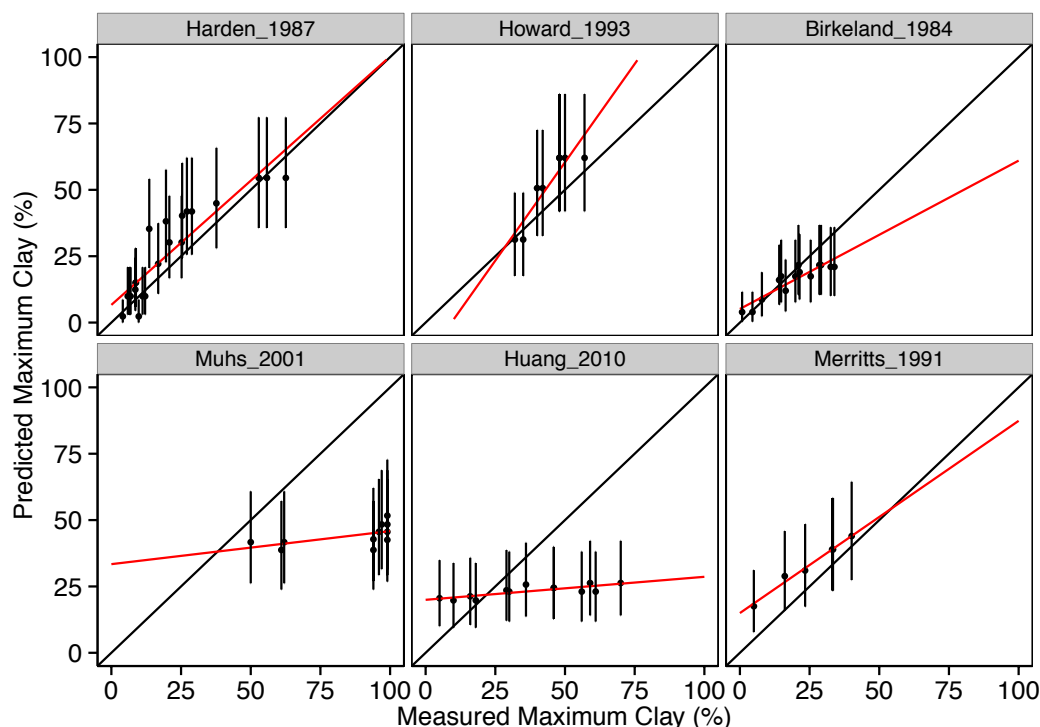 Harden_1987 Howard_1993 Birkeland_1984
100
75
50
25
0
Muhs_2001 Huang_2010 Merritts_1991
100
75
50
25
0
0 25 50 75 100 0 25 50 75 100 0 25 50 75 100
Measured Maximum Clay (%)
Predicted Maximum Clay (%)